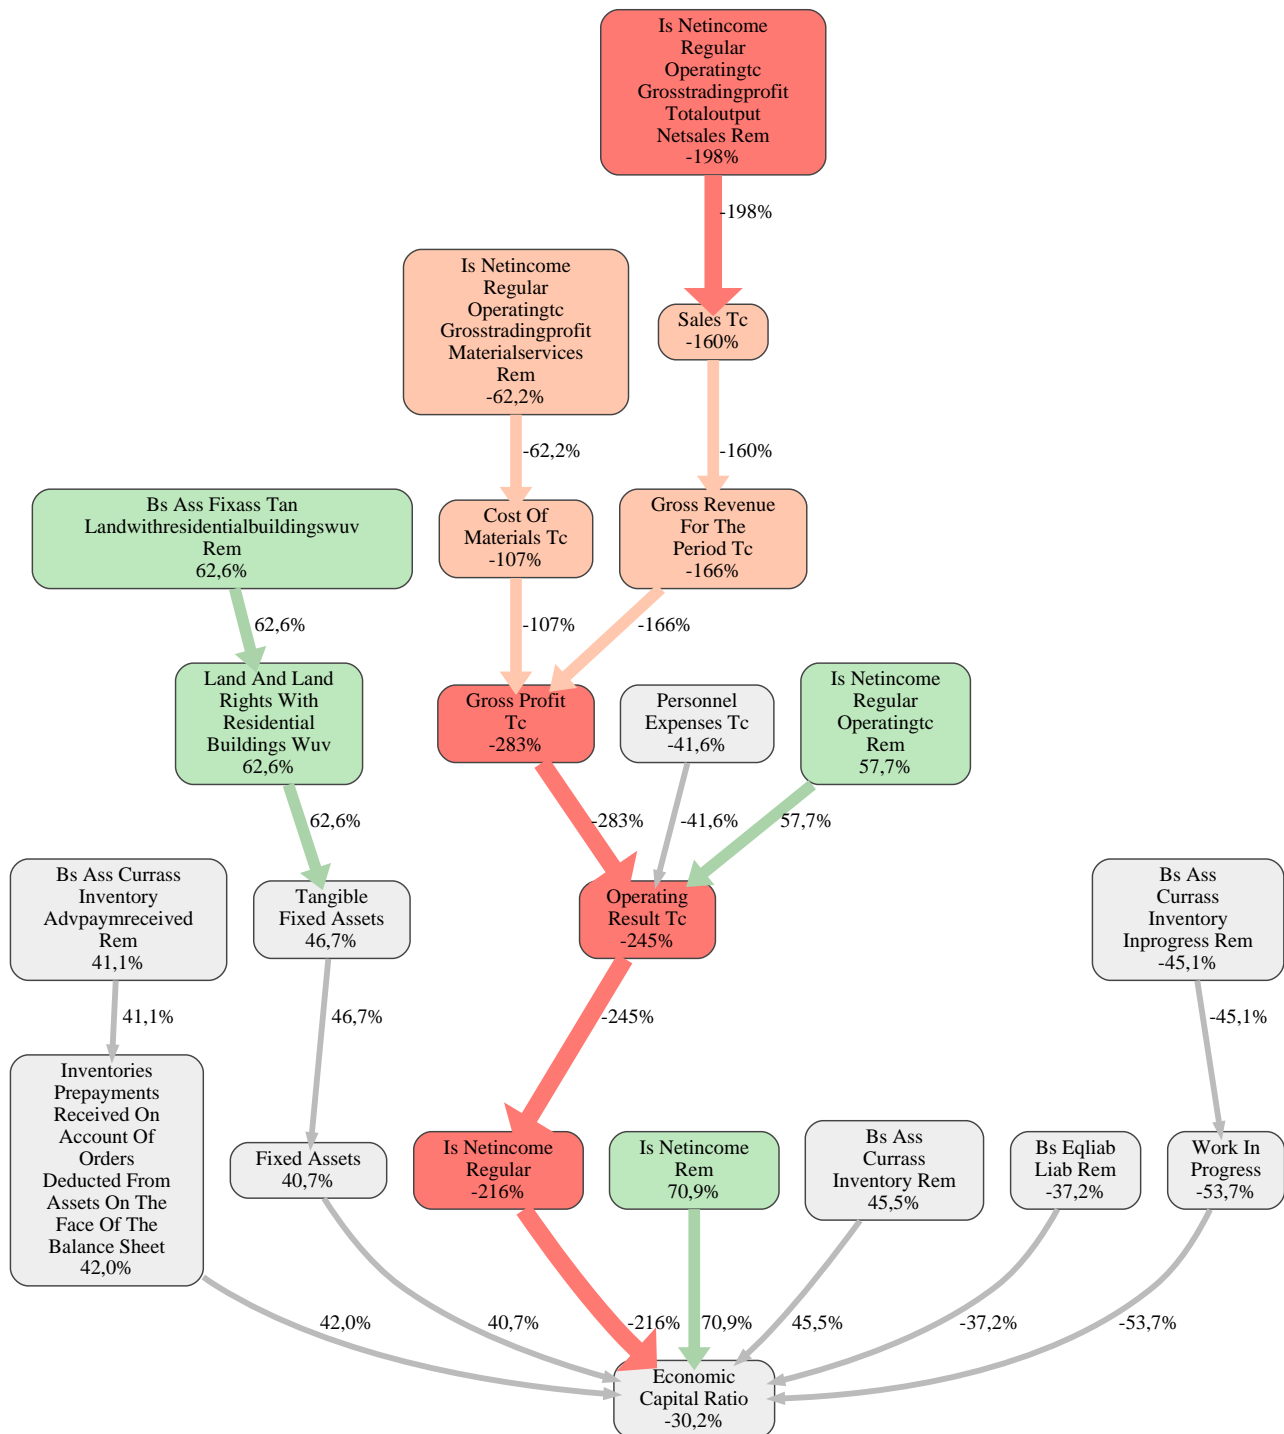 Is Netincome
Regular
Operatingtc
Grosstradingprofit
Totaloutput
Netsales Rem
-198%
-198%
Is Netincome
Regular
Operatingtc
Grosstradingprofit
Materialservices
Rem
-62,2%
Sales Tc
-160%
-62,2%
-160%
Bs Ass Fixass Tan
Landwithresidentialbuildingswuv
Rem
62,6%
Cost Of
Materials Tc
-107%
Gross Revenue
For The
Period Tc
-166%
62,6%
-107%
-166%
Land And Land
Rights With
Residential
Buildings Wuv
62,6%
Gross Profit
Tc
-283%
Personnel
Expenses Tc
-41,6%
Is Netincome
Regular
Operatingtc
Rem
57,7%
62,6%
-283%
-41,6%
57,7%
Bs Ass Currass
Inventory
Advpaymreceived
Rem
41,1%
Tangible
Fixed Assets
46,7%
Operating
Result Tc
-245%
Bs Ass
Currass
Inventory
Inprogress Rem
-45,1%
41,1%
46,7%
-245%
-45,1%
Inventories
Prepayments
Received On
Account Of
Orders
Deducted From
Assets On The
Face Of The
Balance Sheet
42,0%
Fixed Assets
40,7%
Is Netincome
Regular
-216%
Is Netincome
Rem
70,9%
Bs Ass
Currass
Inventory Rem
45,5%
Bs Eqliab
Liab Rem
-37,2%
Work In
Progress
-53,7%
42,0%
40,7%
-216%
70,9%
45,5%
-37,2%
-53,7%
Economic
Capital Ratio
-30,2%